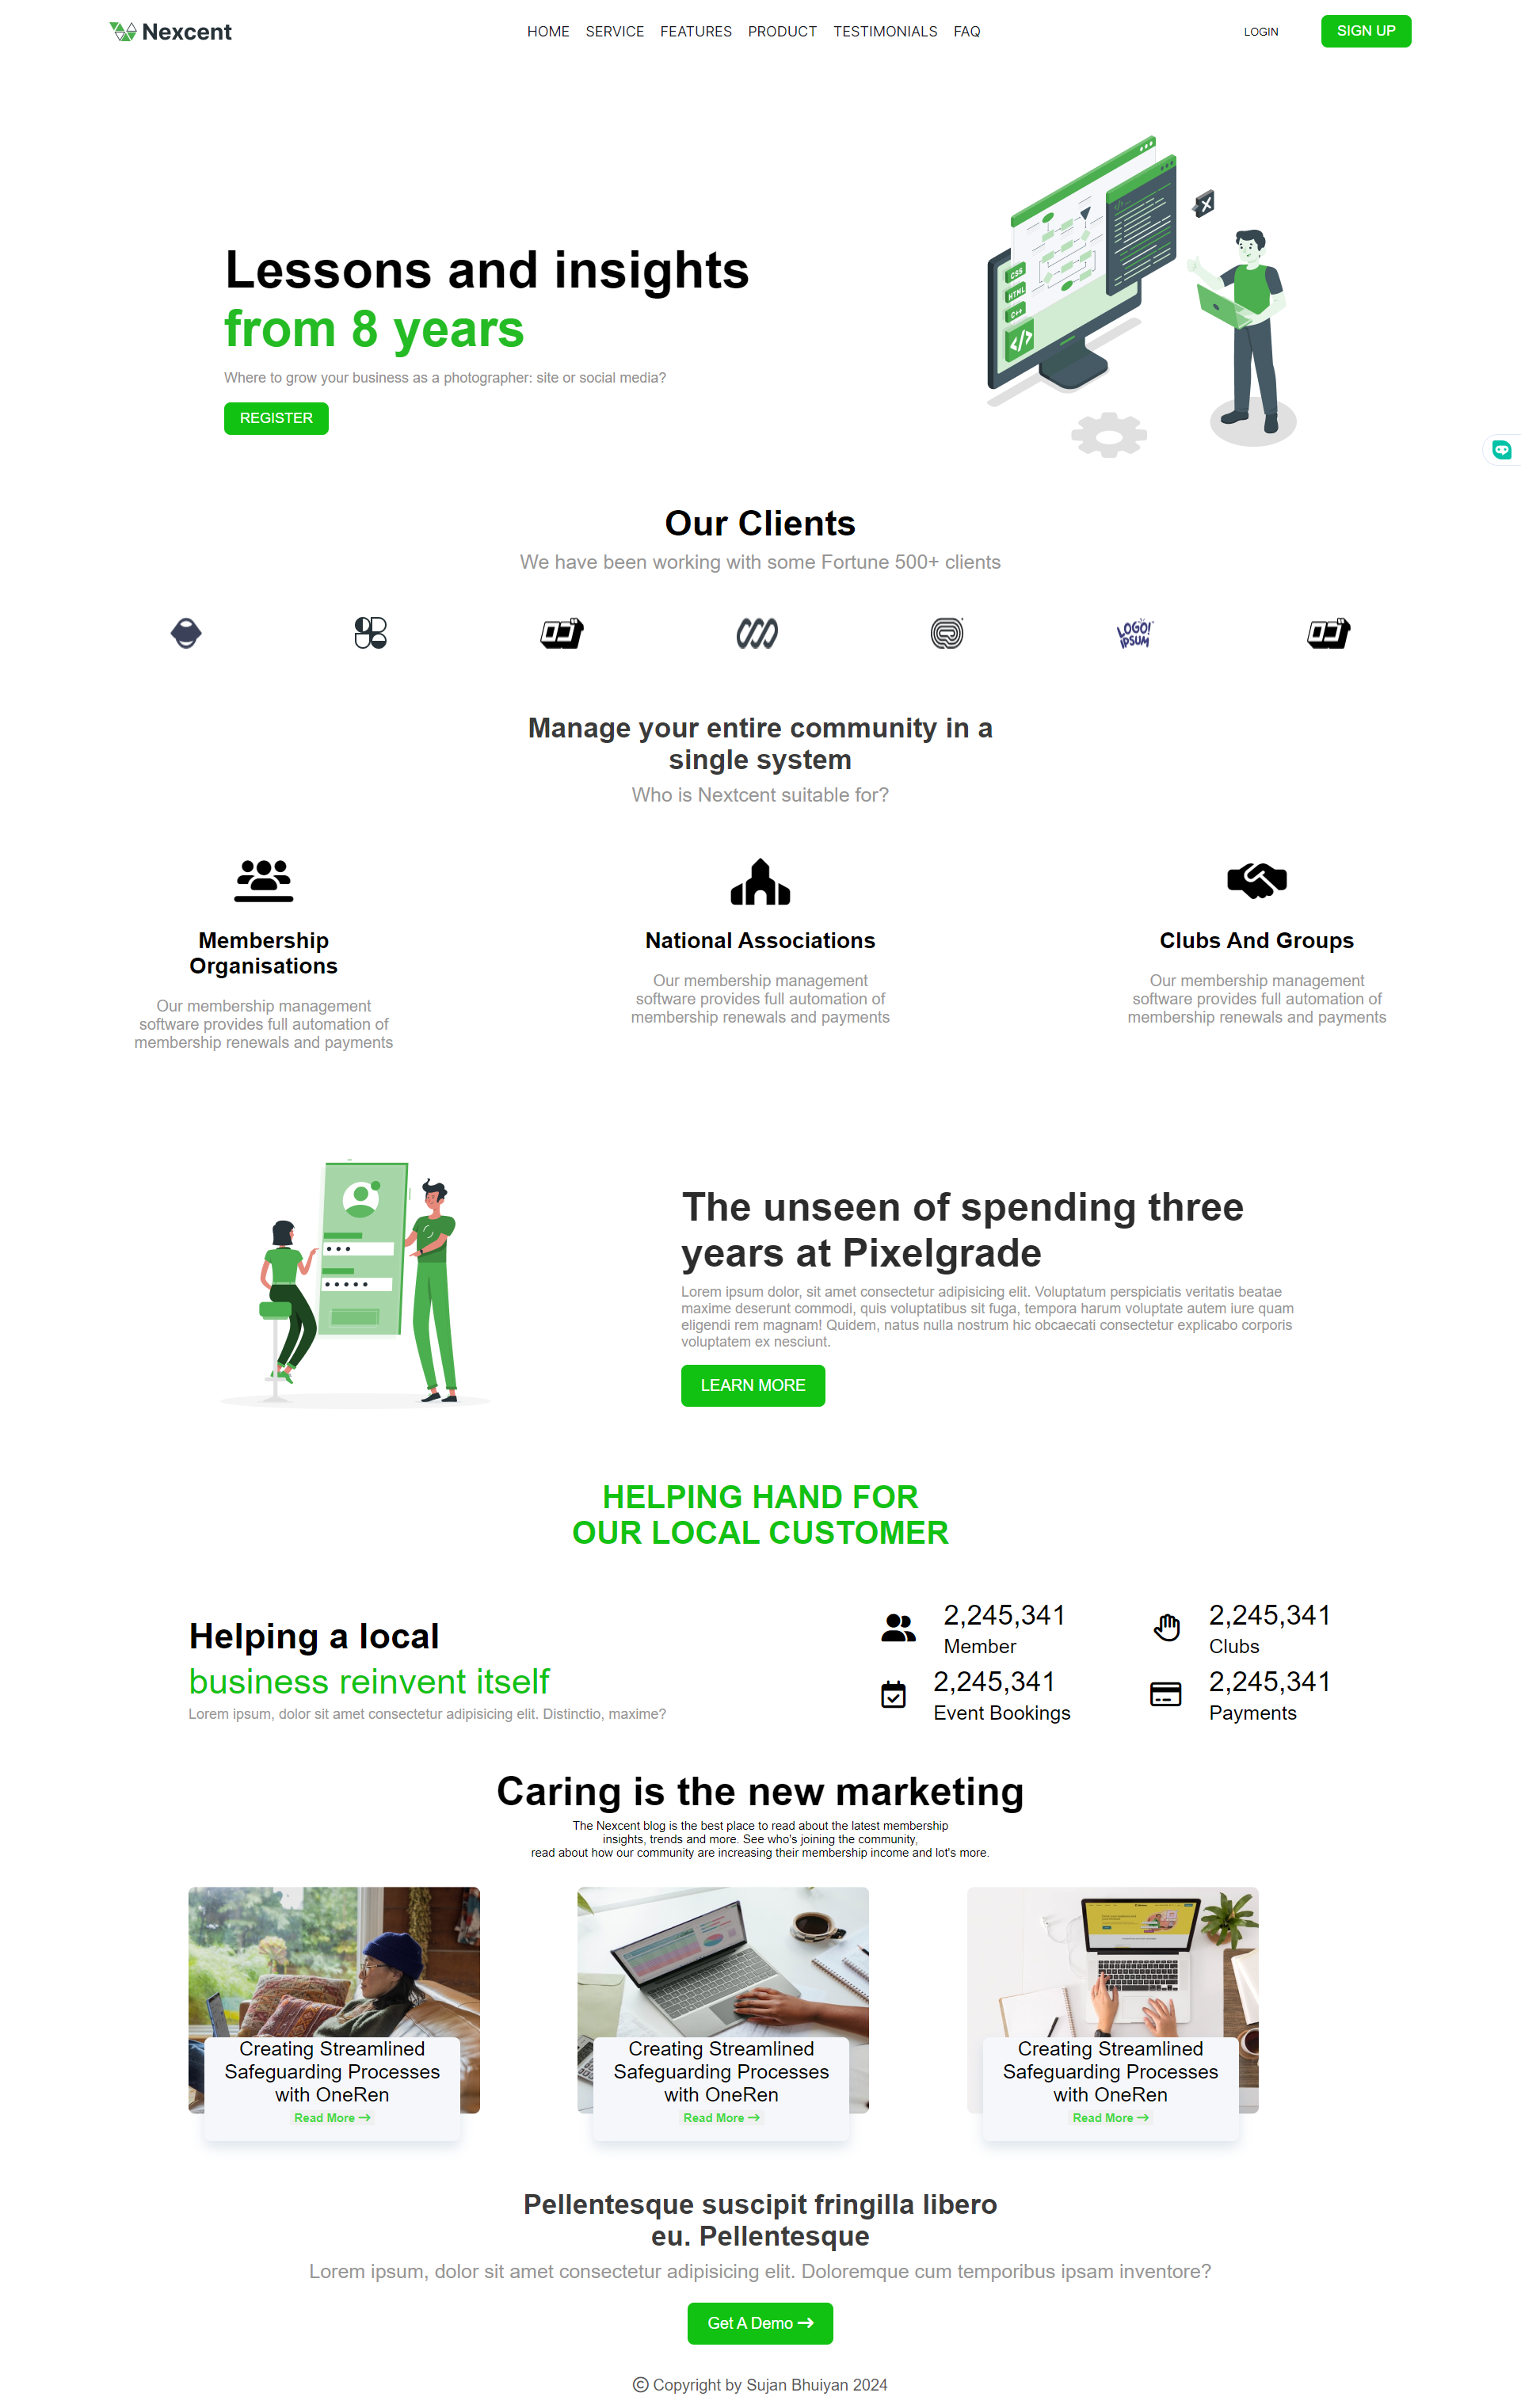 Nexcent
HOME SERVICE FEATURES PRODUCT TESTIMONIALS FAQ
LOGIN
SIGN UP
Lessons and insights
from 8 years
Where to grow your business as a photographer: site or social media?
REGISTER
CSS
HTML
C++
</>
X
Our Clients
We have been working with some Fortune 500+ clients
LOGO!
IPSUM
Manage your entire community in a
single system
Who is Nextcent suitable for?
Membership
Organisations
Our membership management
software provides full automation of
membership renewals and payments
National Associations
Our membership management
software provides full automation of
membership renewals and payments
Clubs And Groups
Our membership management
software provides full automation of
membership renewals and payments
The unseen of spending three
years at Pixelgrade
Lorem ipsum dolor, sit amet consectetur adipisicing elit. Voluptatum perspiciatis veritatis beatae
maxime deserunt commodi, quis voluptatibus sit fuga, tempora harum voluptate autem iure quam
eligendi rem magnam! Quidem, natus nulla nostrum hic obcaecati consectetur explicabo corporis
voluptatem ex nesciunt.
LEARN MORE
HELPING HAND FOR
OUR LOCAL CUSTOMER
Helping a local
business reinvent itself
Lorem ipsum, dolor sit amet consectetur adipisicing elit. Distinctio, maxime?
2,245,341
Member
2,245,341
Clubs
2,245,341
Event Bookings
2,245,341
Payments
Caring is the new marketing
The Nexcent blog is the best place to read about the latest membership
insights, trends and more. See who's joining the community,
read about how our community are increasing their membership income and lot's more.
Creating Streamlined
Safeguarding Processes
with OneRen
Read More →
Creating Streamlined
Safeguarding Processes
with OneRen
Read More →
Creating Streamlined
Safeguarding Processes
with OneRen
Read More →
Pellentesque suscipit fringilla libero
eu. Pellentesque
Lorem ipsum, dolor sit amet consectetur adipisicing elit. Doloremque cum temporibus ipsam inventore?
Get A Demo →
© Copyright by Sujan Bhuiyan 2024